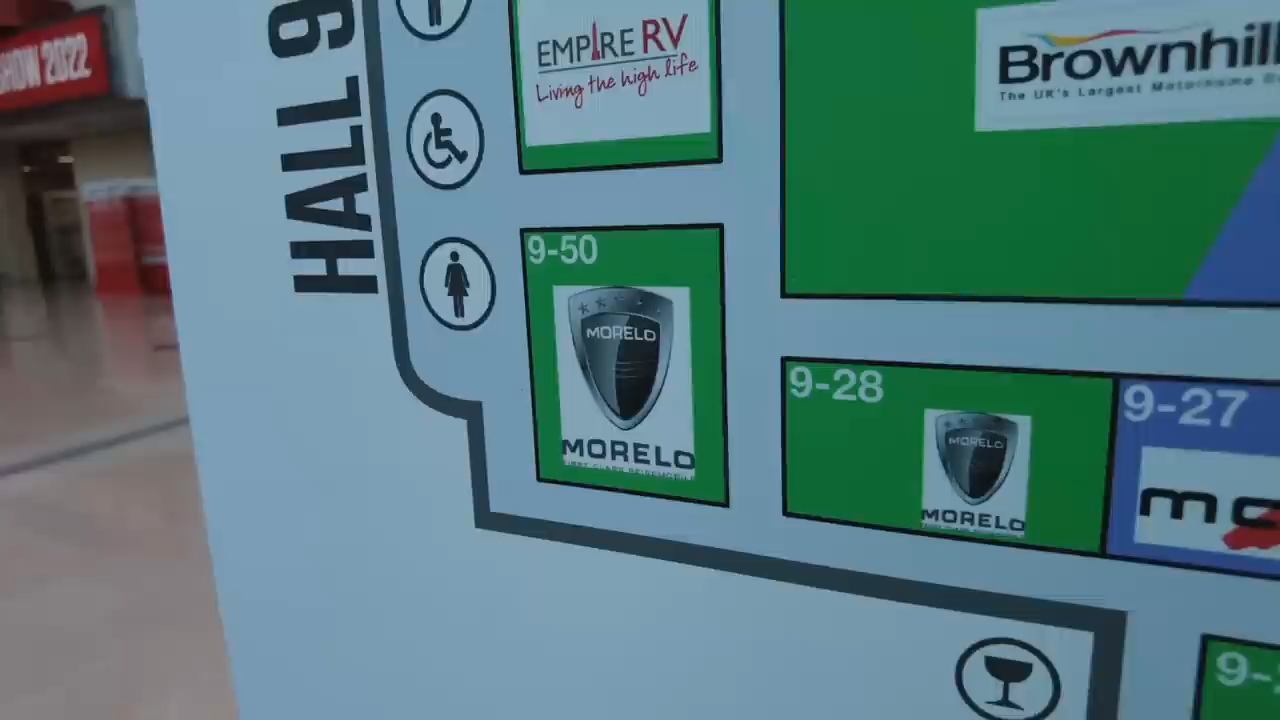 SHOW 2022
HALL 9
EMPIRE RV
Living the high life
Brownhill
The UK's Largest Motorhome
9-50
MORELO
MORELO
9-28
MORELO
MORELO
9-27
mc
9-